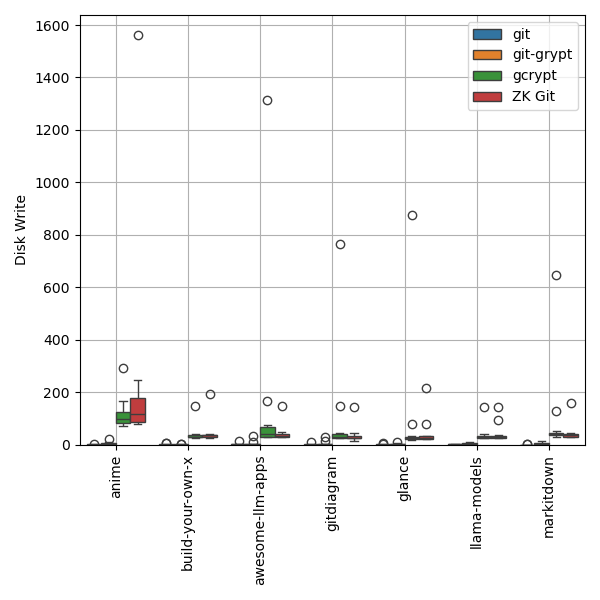 1600
1400
1200
1000
800
600
400
200
0
Disk Write
git
git-grypt
gcrypt
ZK Git
anime
build-your-own-x
awesome-llm-apps
gitdiagram
glance
llama-models
markitdown